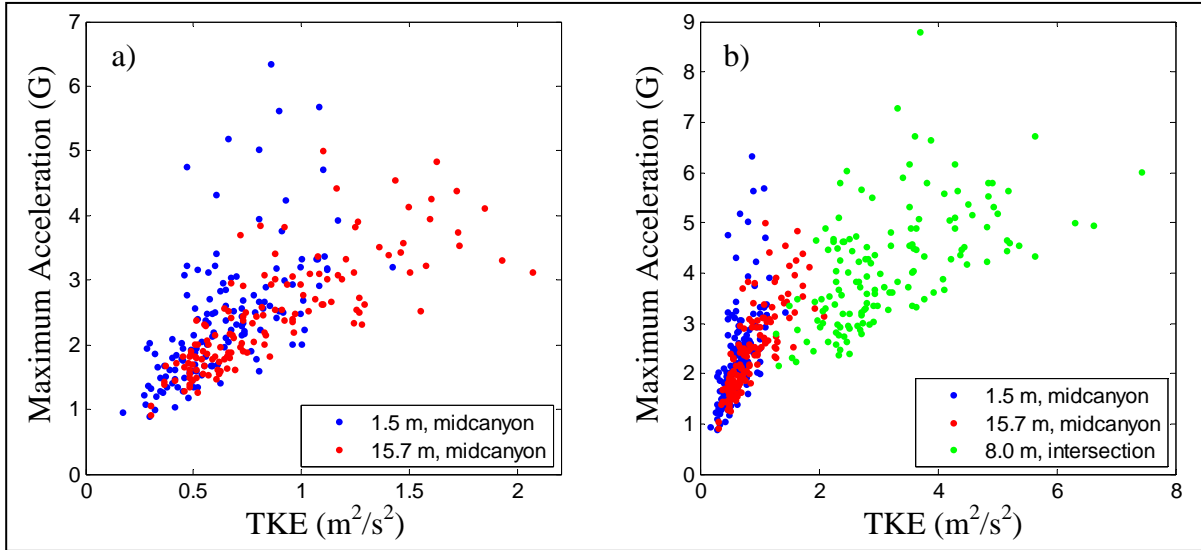 a)
Maximum Acceleration (G)
7
6
5
4
3
2
1
0
0 0.5 1 1.5 2
TKE (m²/s²)
1.5 m, midcanyon
15.7 m, midcanyon
b)
Maximum Acceleration (G)
9
8
7
6
5
4
3
2
1
0
0 2 4 6 8
TKE (m²/s²)
1.5 m, midcanyon
15.7 m, midcanyon
8.0 m, intersection